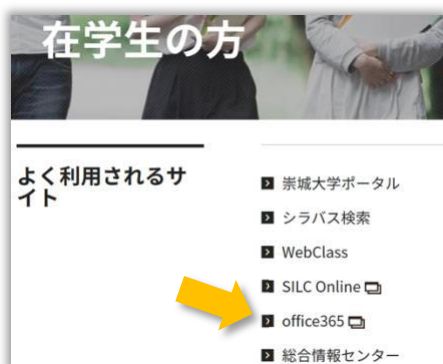 在学生の方
よく利用されるサ
イト
崇城大学ポータル
シラバス検索
WebClass
SILC Online
office365
総合情報センター